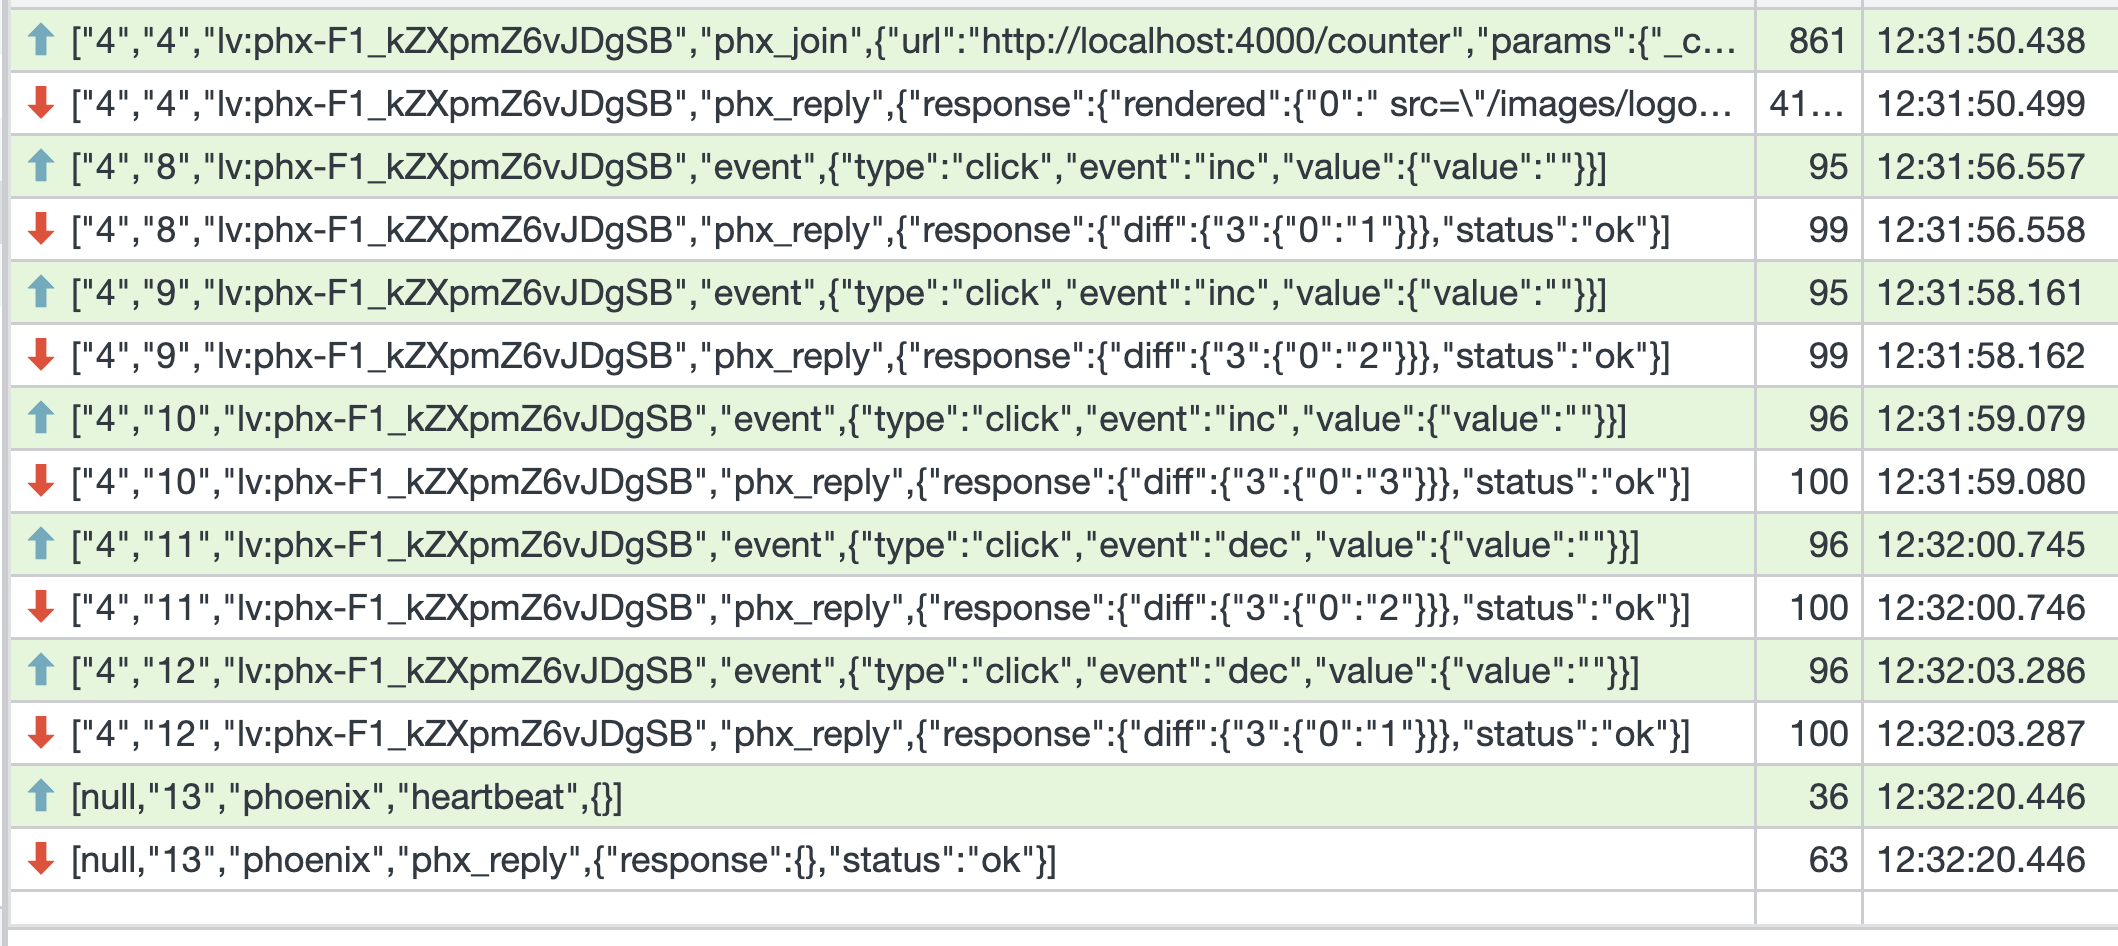 ["4","4","lv:phx-F1_kZXpmZ6vJDgSB","phx_join",{"url":"http://localhost:4000/counter","params":{"_c… 861 12:31:50.438
["4","4","lv:phx-F1_kZXpmZ6vJDgSB","phx_reply",{"response":{"rendered":{"0":" src=\"/images/logo… 41… 12:31:50.499
["4","8","lv:phx-F1_kZXpmZ6vJDgSB","event",{"type":"click","event":"inc","value":{"value":""}}] 95 12:31:56.557
["4","8","lv:phx-F1_kZXpmZ6vJDgSB","phx_reply",{"response":{"diff":{"3":{"0":"1"}}},"status":"ok"}] 99 12:31:56.558
["4","9","lv:phx-F1_kZXpmZ6vJDgSB","event",{"type":"click","event":"inc","value":{"value":""}}] 95 12:31:58.161
["4","9","lv:phx-F1_kZXpmZ6vJDgSB","phx_reply",{"response":{"diff":{"3":{"0":"2"}}},"status":"ok"}] 99 12:31:58.162
["4","10","lv:phx-F1_kZXpmZ6vJDgSB","event",{"type":"click","event":"inc","value":{"value":""}}] 96 12:31:59.079
["4","10","lv:phx-F1_kZXpmZ6vJDgSB","phx_reply",{"response":{"diff":{"3":{"0":"3"}}},"status":"ok"}] 100 12:31:59.080
["4","11","lv:phx-F1_kZXpmZ6vJDgSB","event",{"type":"click","event":"dec","value":{"value":""}}] 96 12:32:00.745
["4","11","lv:phx-F1_kZXpmZ6vJDgSB","phx_reply",{"response":{"diff":{"3":{"0":"2"}}},"status":"ok"}] 100 12:32:00.746
["4","12","lv:phx-F1_kZXpmZ6vJDgSB","event",{"type":"click","event":"dec","value":{"value":""}}] 96 12:32:03.286
["4","12","lv:phx-F1_kZXpmZ6vJDgSB","phx_reply",{"response":{"diff":{"3":{"0":"1"}}},"status":"ok"}] 100 12:32:03.287
[null,"13","phoenix","heartbeat",{}] 36 12:32:20.446
[null,"13","phoenix","phx_reply",{"response":{},"status":"ok"}] 63 12:32:20.446